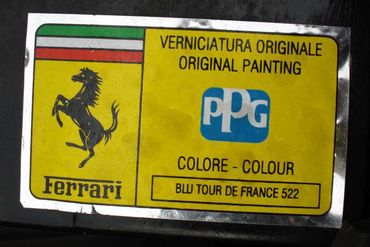 VERNICIATURA ORIGINALE
ORIGINAL PAINTING
PPG
COLORE - COLOUR
BLU TOUR DE FRANCE 522
Ferrari